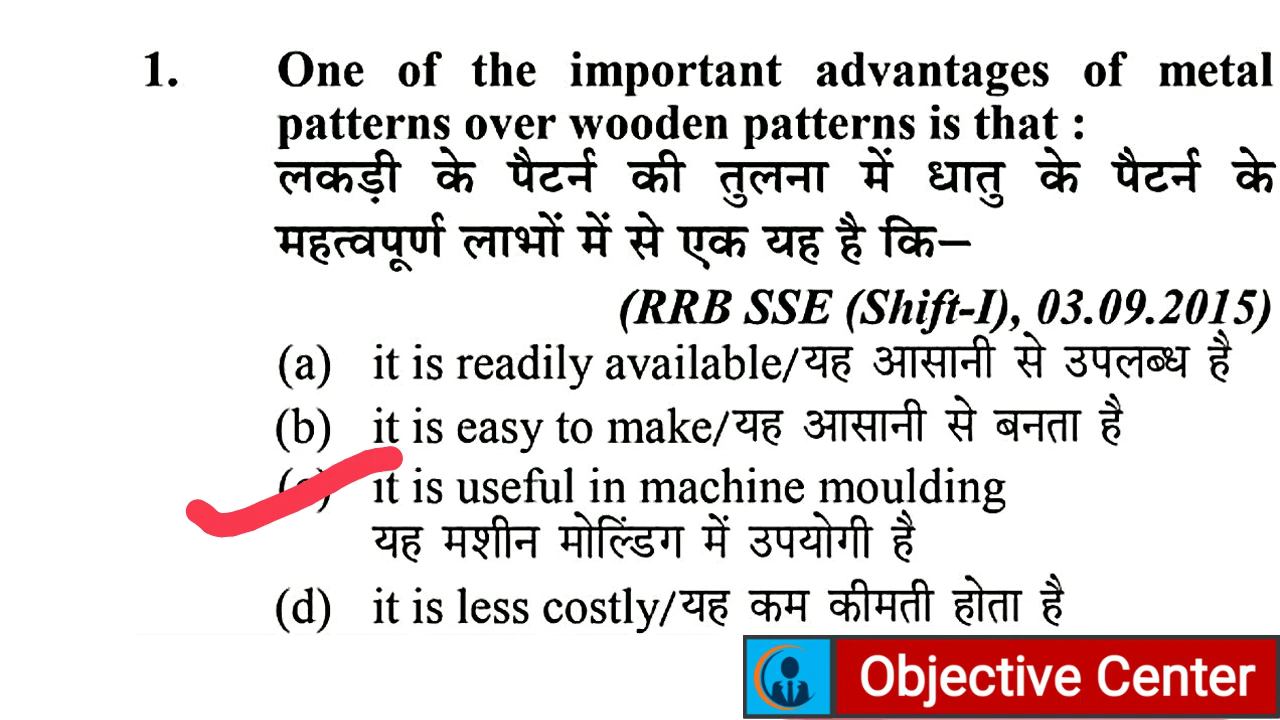 1. One of the important advantages of metal
patterns over wooden patterns is that :
लकड़ी के पैटर्न की तुलना में धातु के पैटर्न के
महत्वपूर्ण लाभों में से एक यह है कि–
(RRB SSE (Shift-I), 03.09.2015)
(a) it is readily available/यह आसानी से उपलब्ध है
(b) it is easy to make/यह आसानी से बनता है
(c) it is useful in machine moulding
यह मशीन मोल्डिंग में उपयोगी है
(d) it is less costly/यह कम कीमती होता है
Objective Center